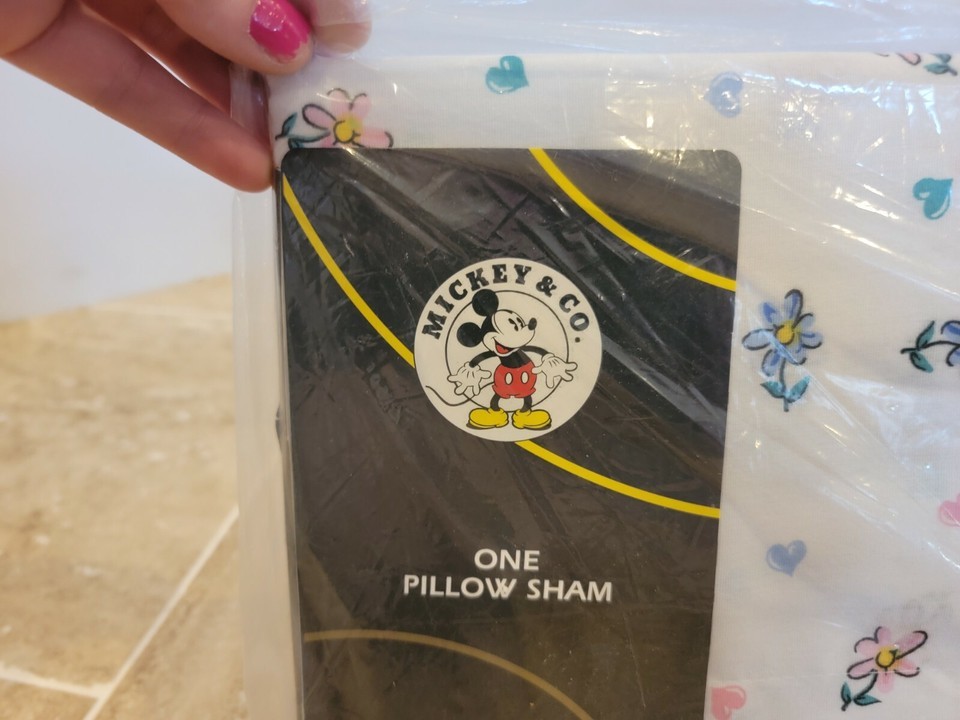 MICKEY & CO.
ONE
PILLOW SHAM